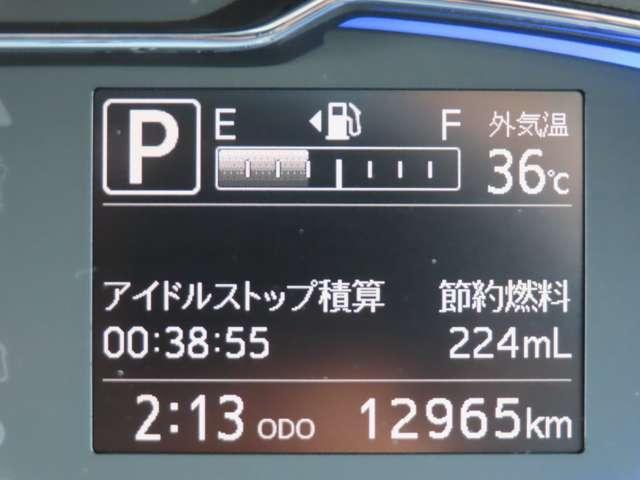 P E F 外気温
36℃
アイドルストップ積算 節約燃料
00:38:55 224mL
2:13 ODO 12965km